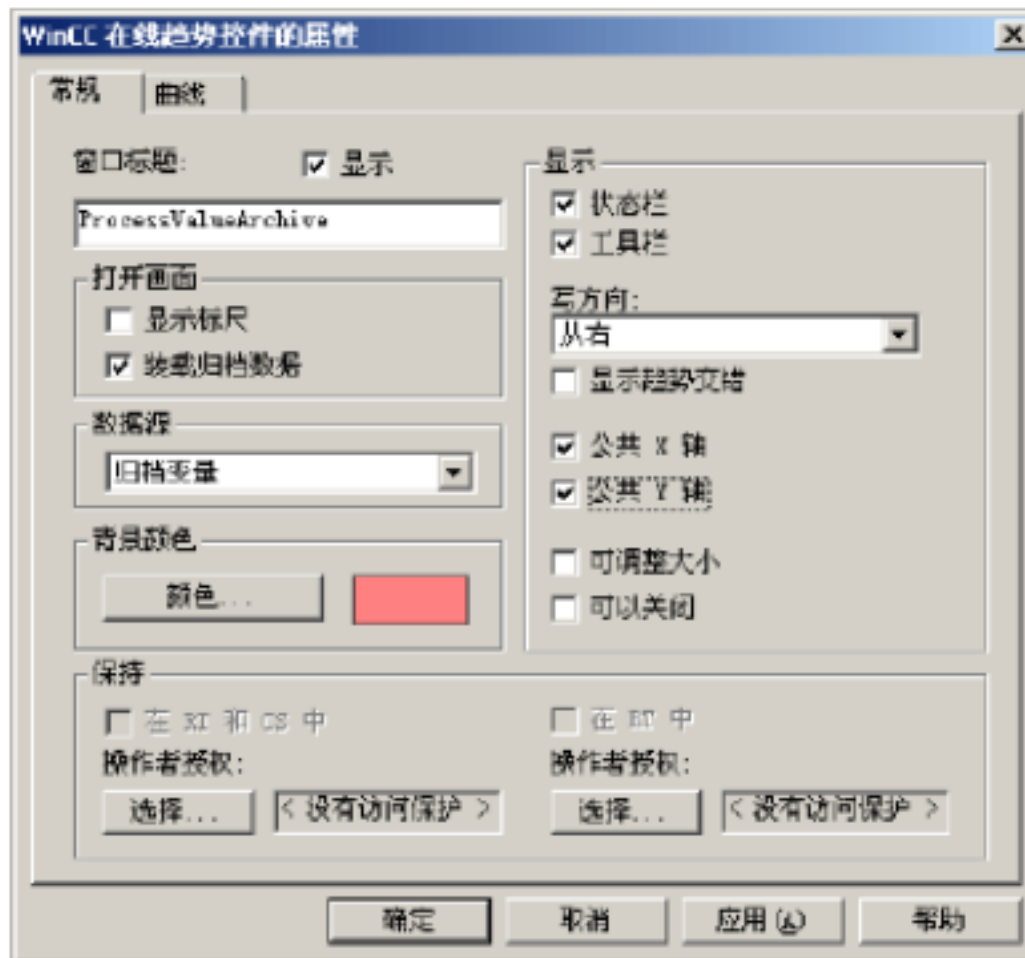 WinCC 在线趋势控件的属性
常规 曲线
窗口标题: 显示
ProcessValueArchive
打开画面
显示标尺
装载归档数据
数据源
归档变量
背景颜色
颜色...
显示
状态栏
工具栏
写方向:
从右
显示趋势交错
公共 X 轴
公共 Y 轴
可调整大小
可以关闭
保持
在 RT 和 CS 中
操作者授权:
选择... < 没有访问保护 >
在 RT 中
操作者授权:
选择... < 没有访问保护 >
确定 取消 应用(A) 帮助